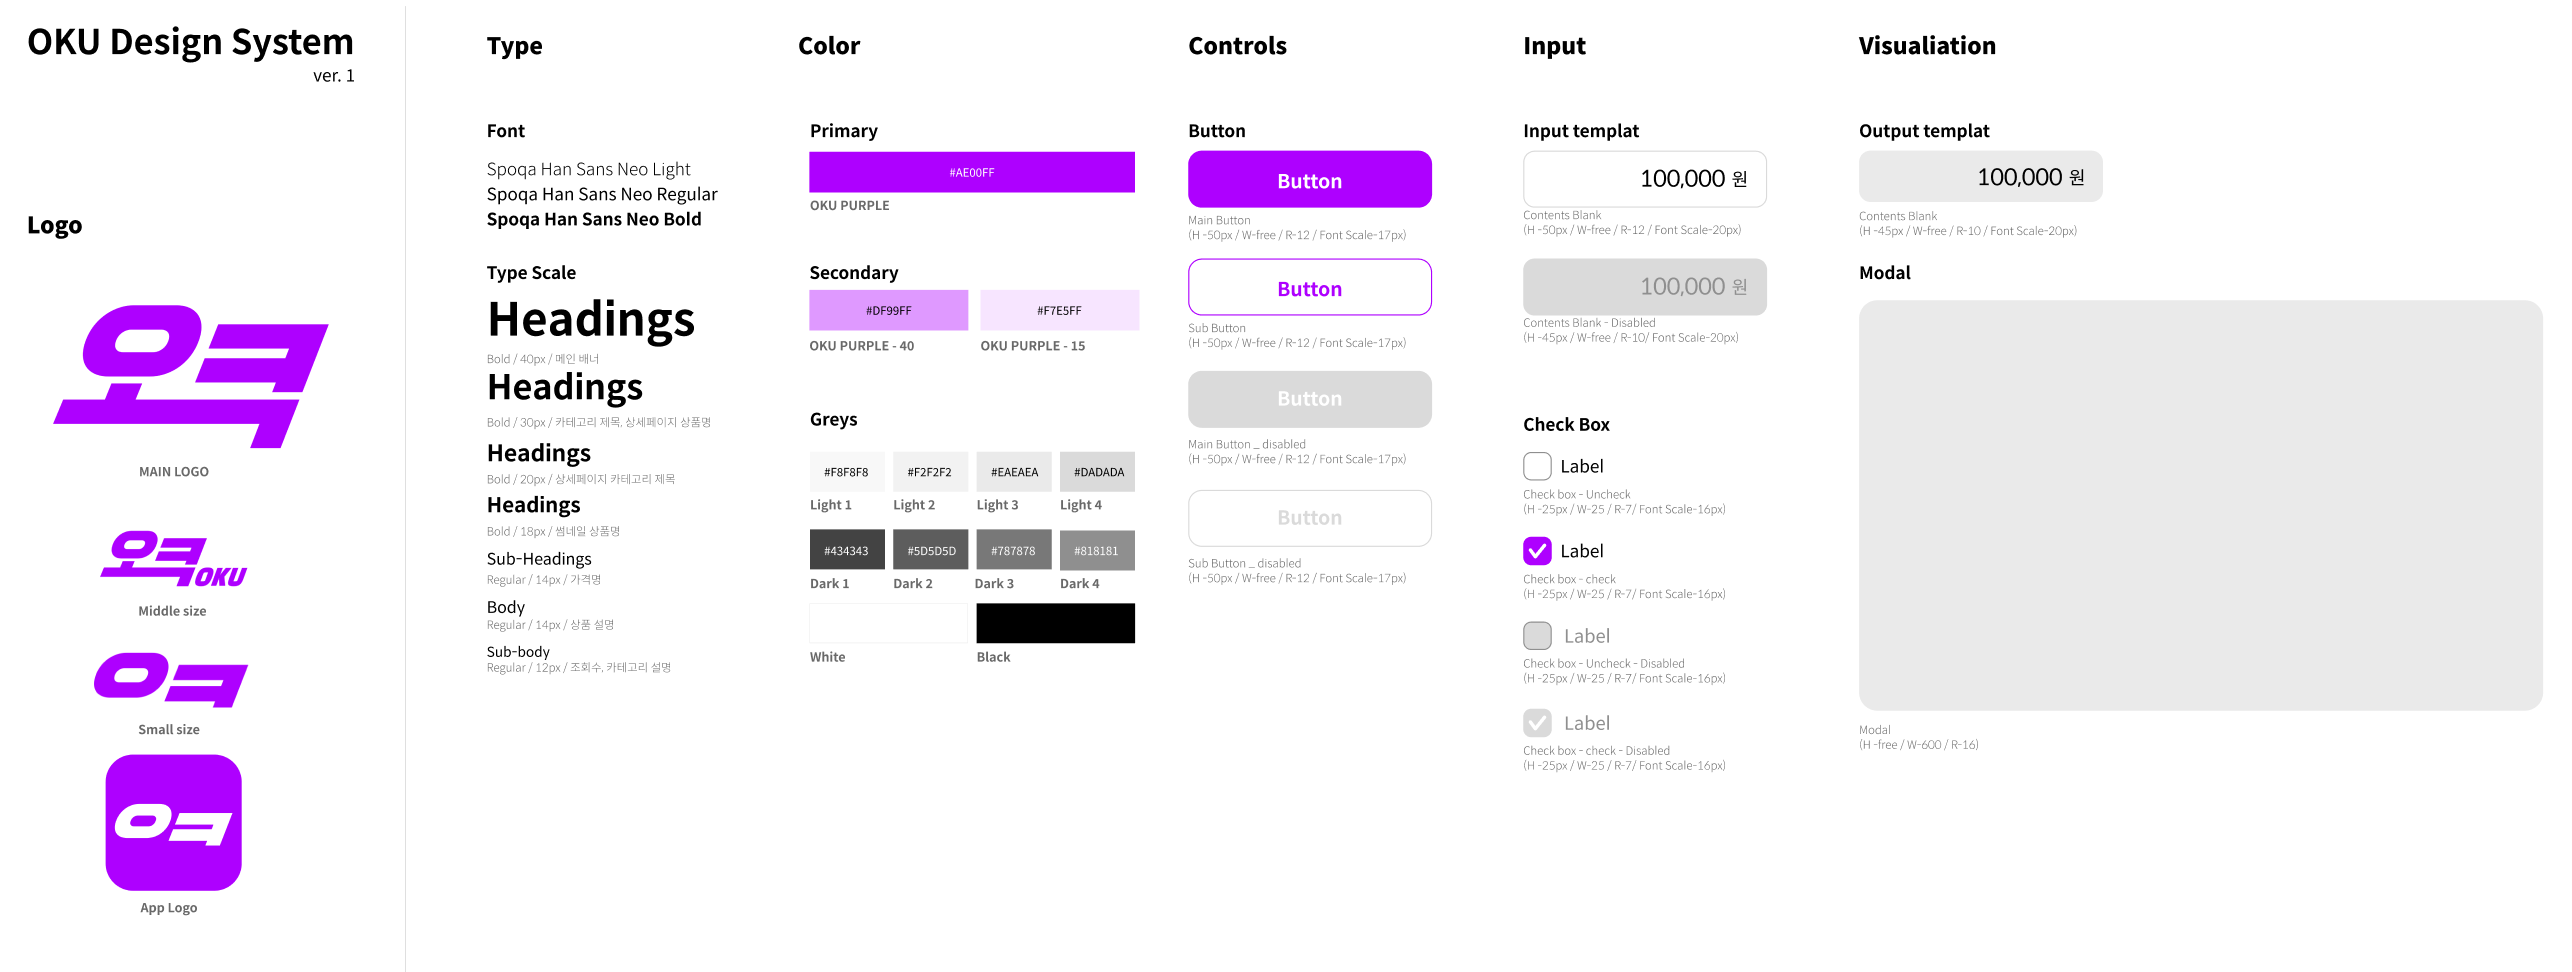 OKU Design System
ver. 1
Logo
오큭
MAIN LOGO
오큭OKU
Middle size
Small size
App Logo
Type
Font
Spoqa Han Sans Neo Light
Spoqa Han Sans Neo Regular
Spoqa Han Sans Neo Bold
Type Scale
Headings
Bold / 40px / 메인 배너
Headings
Bold / 30px / 카테고리 제목, 상세페이지 상품명
Headings
Bold / 20px / 상세페이지 카테고리 제목
Headings
Bold / 18px / 썸네일 상품명
Sub-Headings
Regular / 14px / 가격명
Body
Regular / 14px / 상품 설명
Sub-body
Regular / 12px / 조회수, 카테고리 설명
Color
Primary
#AE00FF
OKU PURPLE
Secondary
#DF99FF
#F7E5FF
OKU PURPLE - 40
OKU PURPLE - 15
Greys
#F8F8F8
#F2F2F2
#EAEAEA
#DADADA
Light 1
Light 2
Light 3
Light 4
#434343
#5D5D5D
#787878
#818181
Dark 1
Dark 2
Dark 3
Dark 4
White
Black
Controls
Button
Button
Main Button
(H -50px / W-free / R-12 / Font Scale-17px)
Button
Sub Button
(H -50px / W-free / R-12 / Font Scale-17px)
Button
Main Button _ disabled
(H -50px / W-free / R-12 / Font Scale-17px)
Button
Sub Button _ disabled
(H -50px / W-free / R-12 / Font Scale-17px)
Input
Input templat
100,000 원
Contents Blank
(H -50px / W-free / R-12 / Font Scale-20px)
100,000 원
Contents Blank - Disabled
(H -45px / W-free / R-10/ Font Scale-20px)
Check Box
Label
Check box - Uncheck
(H -25px / W-25 / R-7/ Font Scale-16px)
Label
Check box - check
(H -25px / W-25 / R-7/ Font Scale-16px)
Label
Check box - Uncheck - Disabled
(H -25px / W-25 / R-7/ Font Scale-16px)
Label
Check box - check - Disabled
(H -25px / W-25 / R-7/ Font Scale-16px)
Visualiation
Output templat
100,000 원
Contents Blank
(H -45px / W-free / R-10 / Font Scale-20px)
Modal
Modal
(H -free / W-600 / R-16)